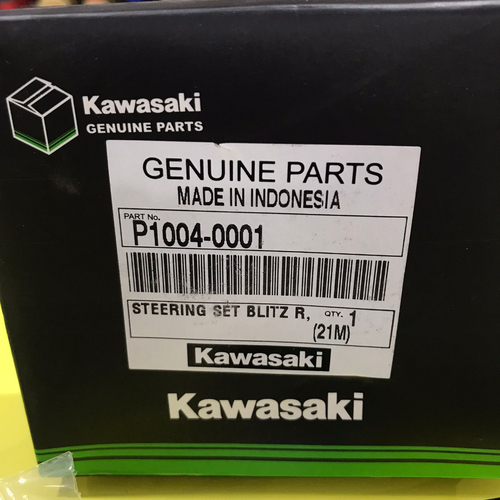 Kawasaki
GENUINE PARTS
GENUINE PARTS
MADE IN INDONESIA
PART No.
P1004-0001
STEERING SET BLITZ R, QTY. 1
(21M)
Kawasaki
Kawasaki